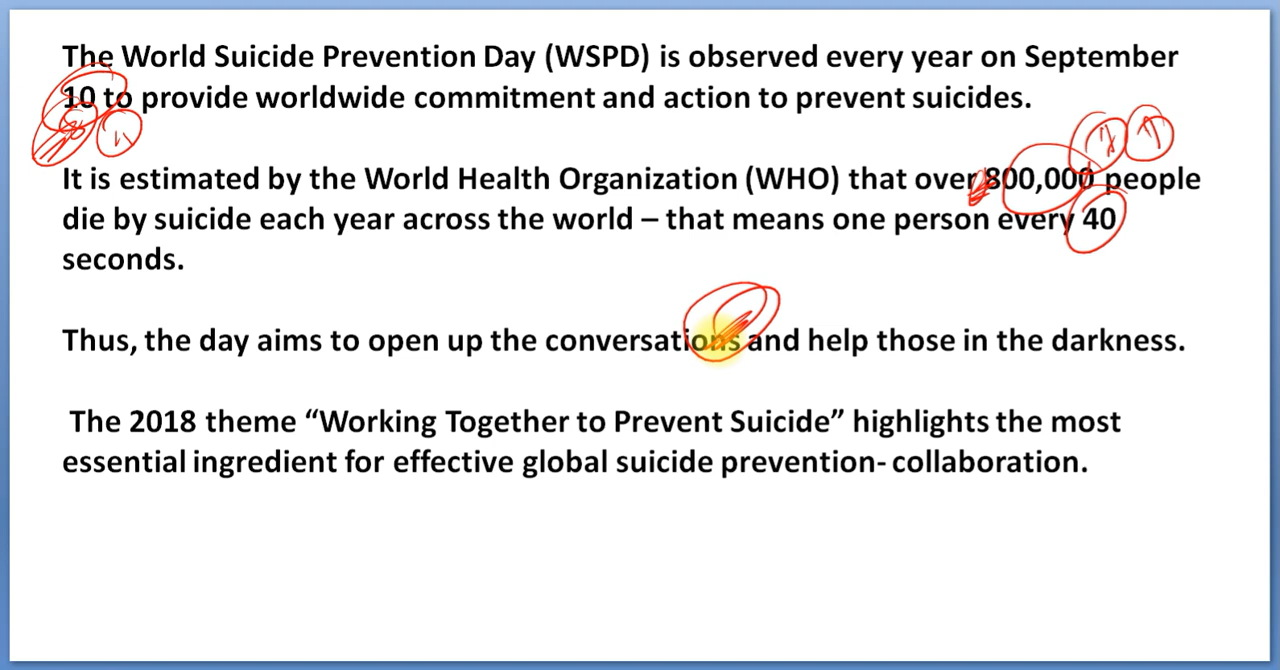 The World Suicide Prevention Day (WSPD) is observed every year on September
10 to provide worldwide commitment and action to prevent suicides.
It is estimated by the World Health Organization (WHO) that over 800,000 people
die by suicide each year across the world – that means one person every 40
seconds.
Thus, the day aims to open up the conversations and help those in the darkness.
The 2018 theme “Working Together to Prevent Suicide” highlights the most
essential ingredient for effective global suicide prevention- collaboration.